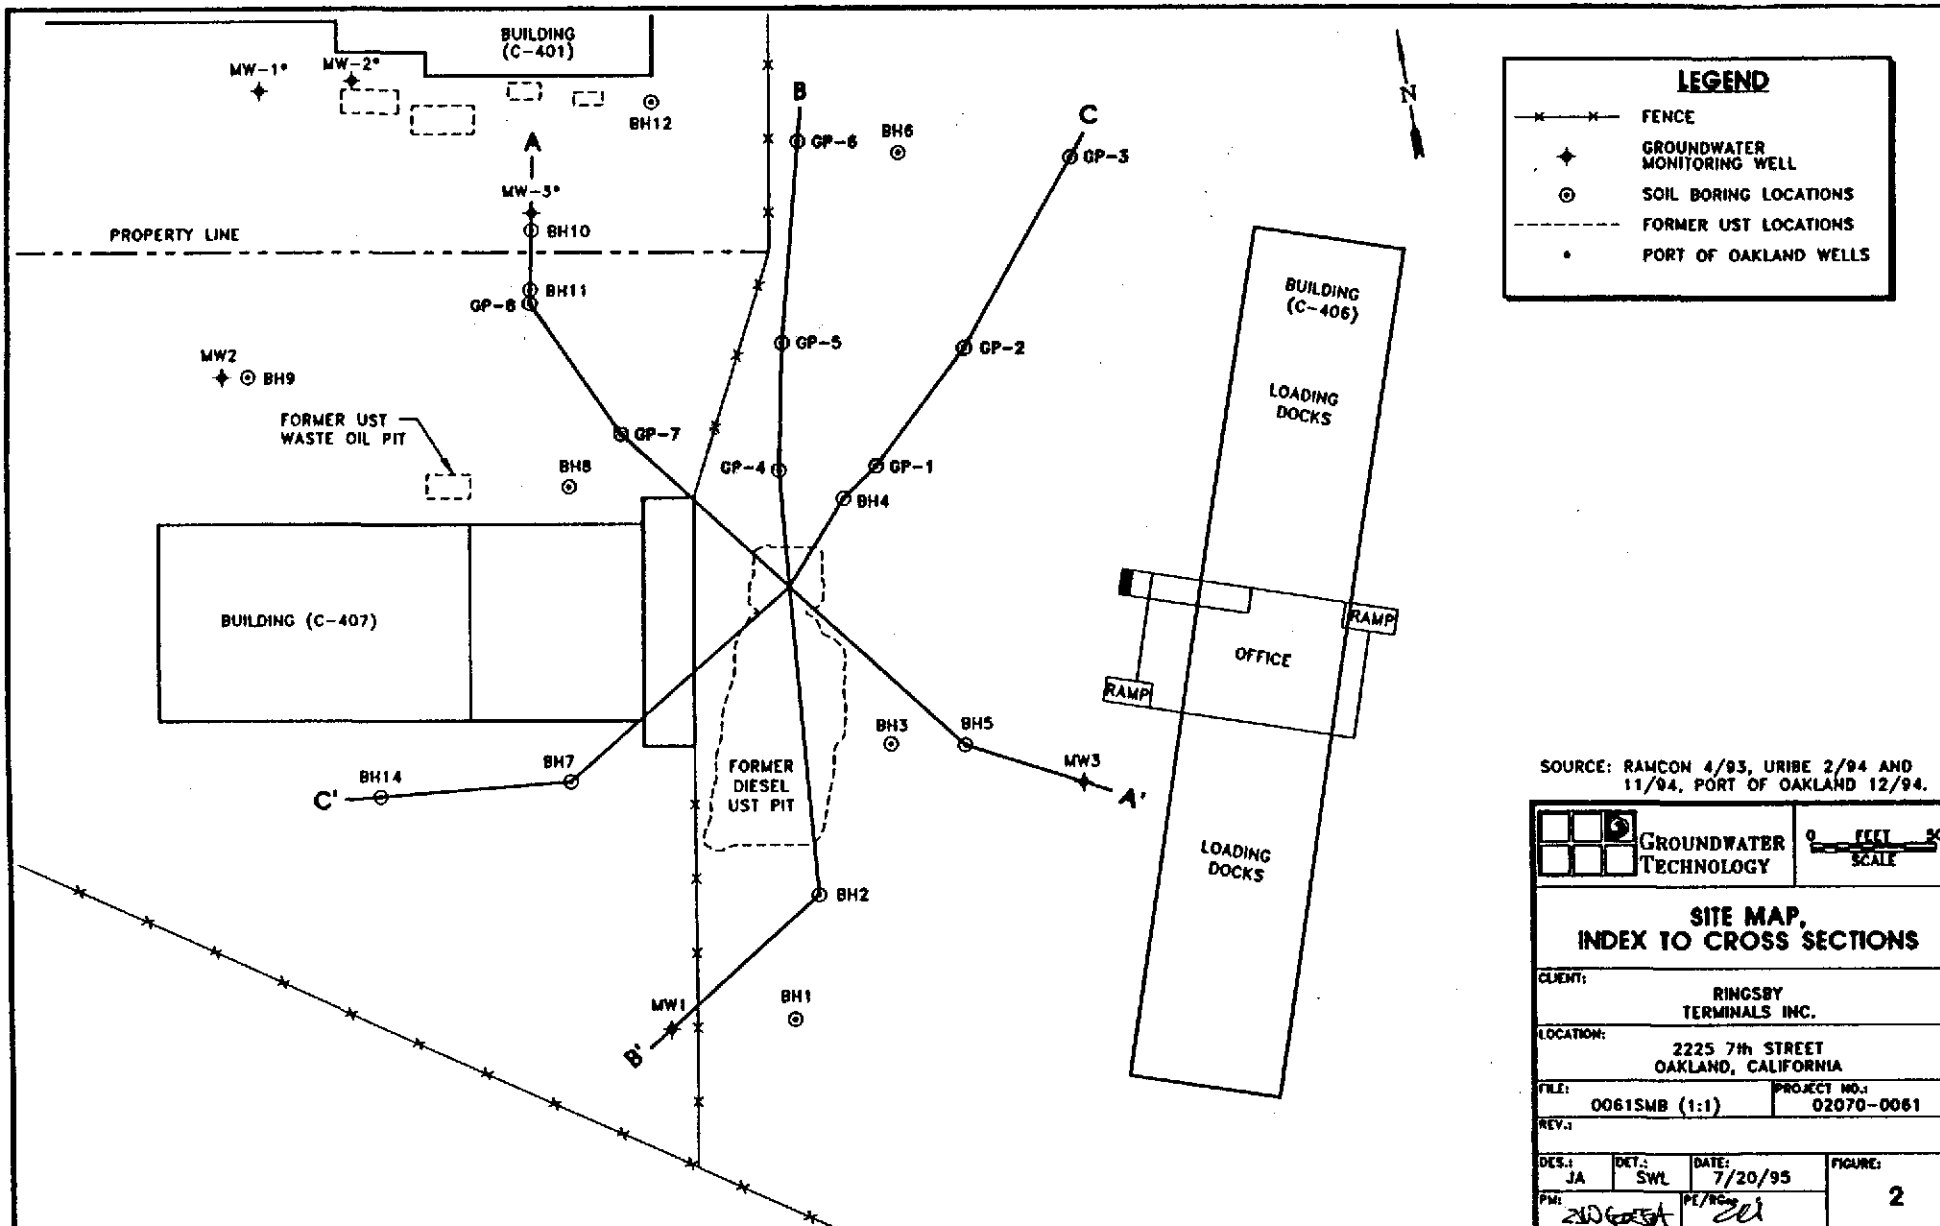 BUILDING
(C-401)
MW-1*
MW-2*
BH12
A
MW-3*
BH10
PROPERTY LINE
BH11
GP-8
B
GP-6
BH6
C
GP-3
N
GP-5
GP-2
MW2
BH9
FORMER UST
WASTE OIL PIT
GP-7
BH8
GP-4
GP-1
BH4
BUILDING
(C-406)
LOADING
DOCKS
BUILDING (C-407)
RAMP
OFFICE
RAMP
BH3
BH5
MW3
A'
FORMER
DIESEL
UST PIT
BH7
BH14
C'
LOADING
DOCKS
BH2
MW1
BH1
B'
LEGEND
FENCE
GROUNDWATER
MONITORING WELL
SOIL BORING LOCATIONS
FORMER UST LOCATIONS
PORT OF OAKLAND WELLS
SOURCE: RAMCON 4/93, URIBE 2/94 AND
11/94, PORT OF OAKLAND 12/94.
GROUNDWATER
TECHNOLOGY
0 FEET 50
SCALE
SITE MAP,
INDEX TO CROSS SECTIONS
CLIENT:
RINGSBY
TERMINALS INC.
LOCATION:
2225 7th STREET
OAKLAND, CALIFORNIA
FILE:
0061SMB (1:1)
PROJECT NO.:
02070-0061
REV.:
DES.:
JA
DET.:
SWL
DATE:
7/20/95
FIGURE:
2
PM:
PE/RG: